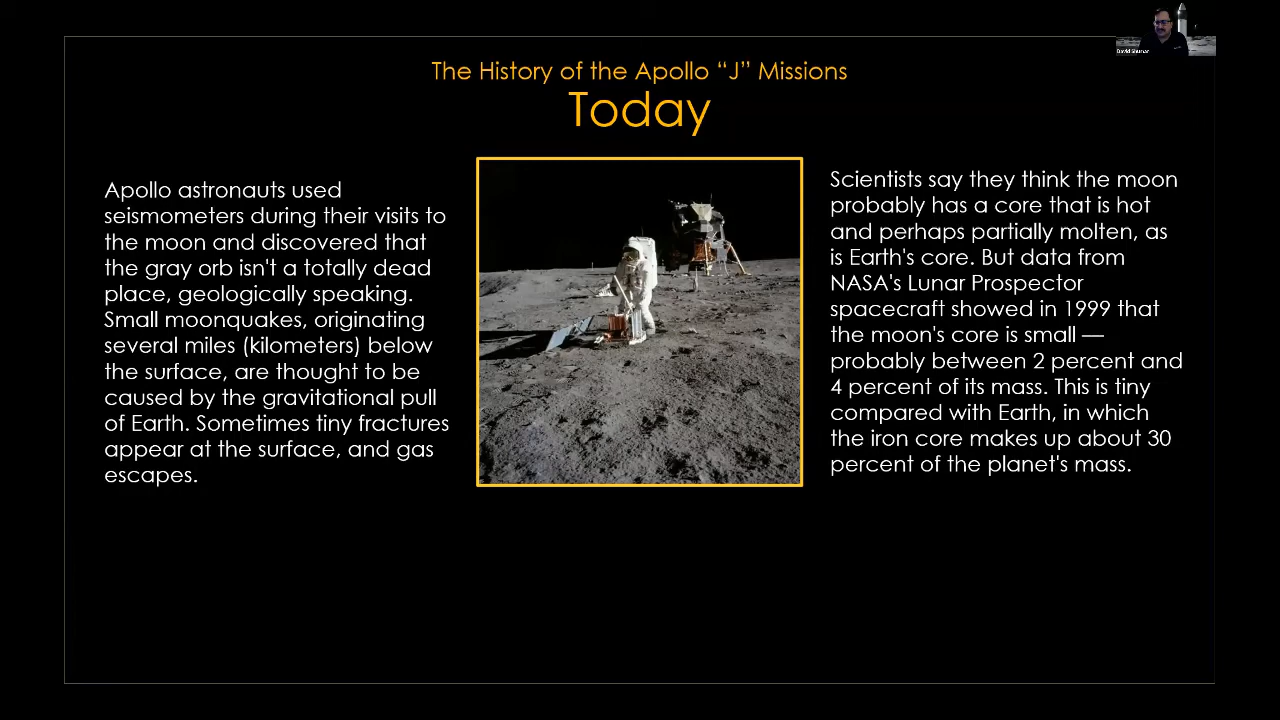 The History of the Apollo “J” Missions
Today
Apollo astronauts used
seismometers during their visits to
the moon and discovered that
the gray orb isn't a totally dead
place, geologically speaking.
Small moonquakes, originating
several miles (kilometers) below
the surface, are thought to be
caused by the gravitational pull
of Earth. Sometimes tiny fractures
appear at the surface, and gas
escapes.
Scientists say they think the moon
probably has a core that is hot
and perhaps partially molten, as
is Earth's core. But data from
NASA's Lunar Prospector
spacecraft showed in 1999 that
the moon's core is small —
probably between 2 percent and
4 percent of its mass. This is tiny
compared with Earth, in which
the iron core makes up about 30
percent of the planet's mass.